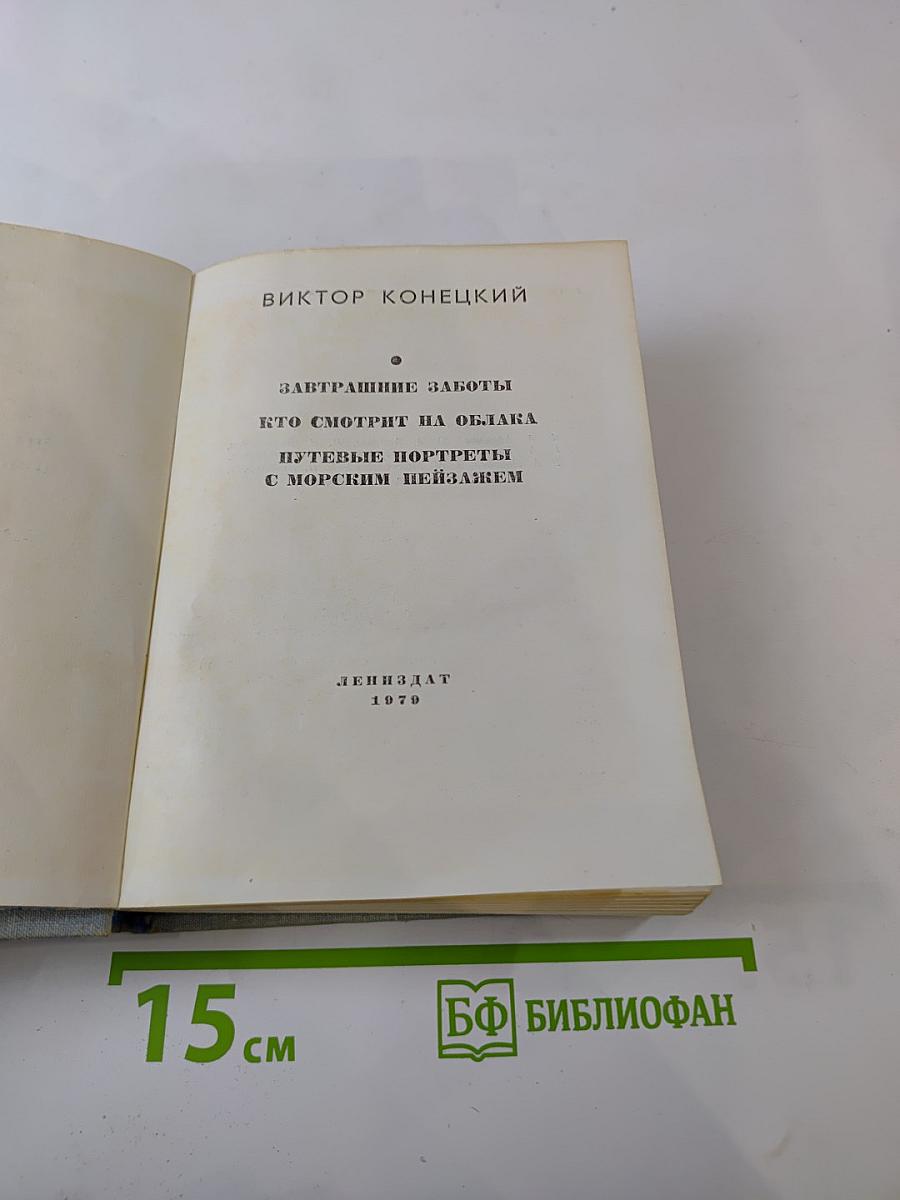 ВИКТОР КОНЕЦКИЙ
ЗАВТРАШНИЕ ЗАБОТЫ
КТО СМОТРИТ НА ОБЛАКА
ПУТЕВЫЕ ПОРТРЕТЫ
С МОРСКИМ ПЕЙЗАЖЕМ
ЛЕНИЗДАТ
1979
15 см
БФ БИБЛИОФАН